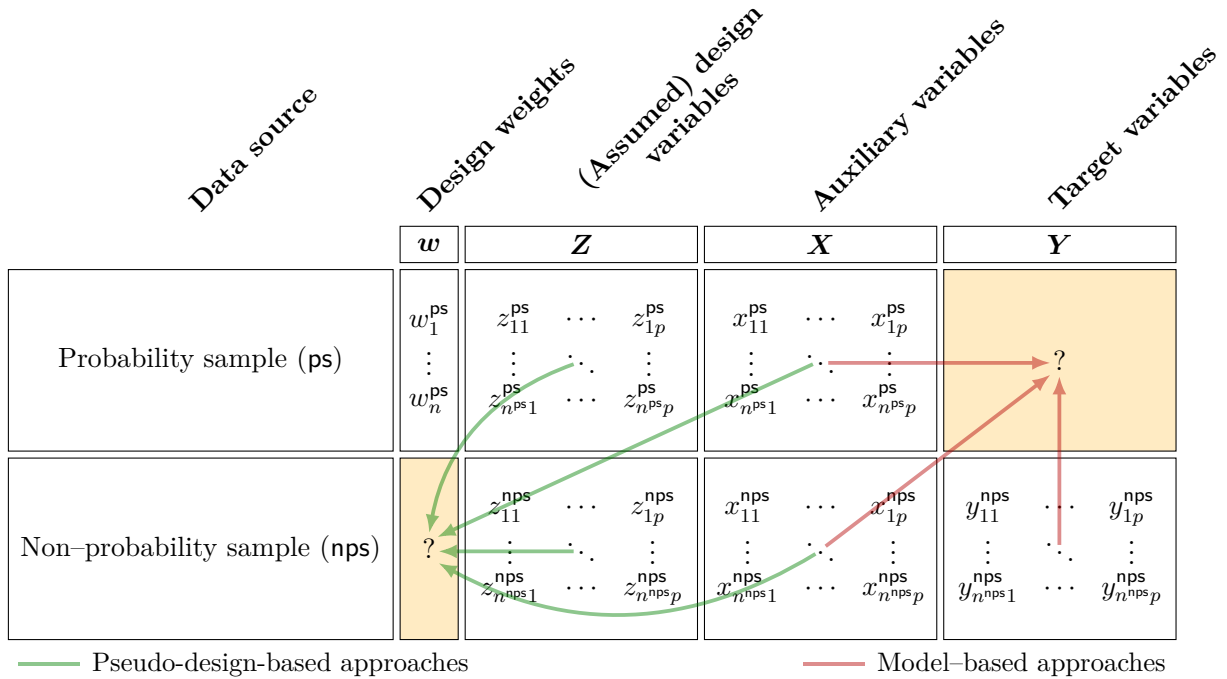 Data source
Design weights
(Assumed) design
variables
Auxiliary variables
Target variables
w Z X Y
Probability sample (ps)
w_1^ps z_11^ps ⋯ z_1p^ps x_11^ps ⋯ x_1p^ps
⋮ ⋮ ⋱ ⋮ ⋮ ⋱ ⋮ ?
w_n^ps z_{n^ps 1}^ps ⋯ z_{n^ps p}^ps x_{n^ps 1}^ps ⋯ x_{n^ps p}^ps
Non–probability sample (nps)
z_11^nps ⋯ z_1p^nps x_11^nps ⋯ x_1p^nps y_11^nps ⋯ y_1p^nps
? ⋮ ⋱ ⋮ ⋮ ⋱ ⋮ ⋮ ⋱ ⋮
z_{n^nps 1}^nps ⋯ z_{n^nps p}^nps x_{n^nps 1}^nps ⋯ x_{n^nps p}^nps y_{n^nps 1}^nps ⋯ y_{n^nps p}^nps
Pseudo-design-based approaches
Model–based approaches